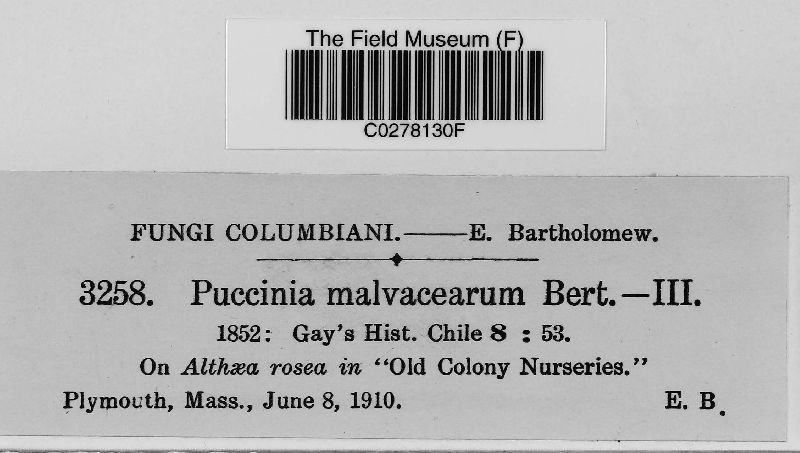 The Field Museum (F)
C0278130F
FUNGI COLUMBIANI.——E. Bartholomew.
3258. Puccinia malvacearum Bert.—III.
1852: Gay's Hist. Chile 8 : 53.
On Althæa rosea in "Old Colony Nurseries."
Plymouth, Mass., June 8, 1910. E. B.